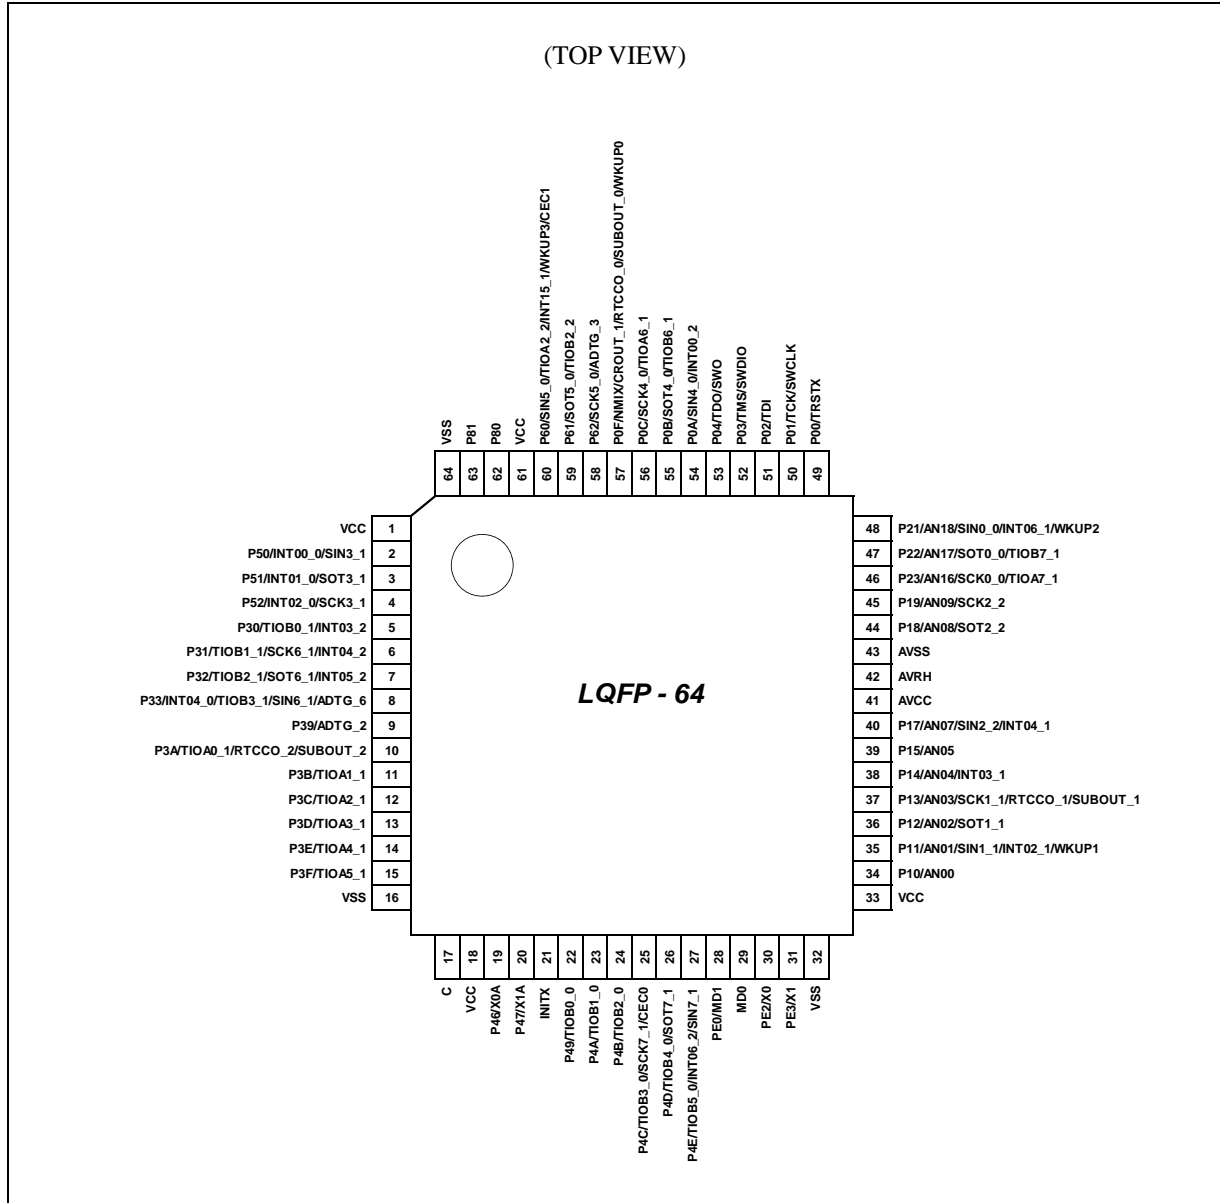 (TOP VIEW)
VSS
P81
P80
VCC
P60/SIN5_0/TIOA2_2/INT15_1/WKUP3/CEC1
P61/SOT5_0/TIOB2_2
P62/SCK5_0/ADTG_3
P0F/NMIX/CROUT_1/RTCCO_0/SUBOUT_0/WKUP0
P0C/SCK4_0/TIOA6_1
P0B/SOT4_0/TIOB6_1
P0A/SIN4_0/INT00_2
P04/TDO/SWO
P03/TMS/SWDIO
P02/TDI
P01/TCK/SWCLK
P00/TRSTX
64 63 62 61 60 59 58 57 56 55 54 53 52 51 50 49
VCC 1
P50/INT00_0/SIN3_1 2
P51/INT01_0/SOT3_1 3
P52/INT02_0/SCK3_1 4
P30/TIOB0_1/INT03_2 5
P31/TIOB1_1/SCK6_1/INT04_2 6
P32/TIOB2_1/SOT6_1/INT05_2 7
P33/INT04_0/TIOB3_1/SIN6_1/ADTG_6 8
P39/ADTG_2 9
P3A/TIOA0_1/RTCCO_2/SUBOUT_2 10
P3B/TIOA1_1 11
P3C/TIOA2_1 12
P3D/TIOA3_1 13
P3E/TIOA4_1 14
P3F/TIOA5_1 15
VSS 16
LQFP - 64
48 P21/AN18/SIN0_0/INT06_1/WKUP2
47 P22/AN17/SOT0_0/TIOB7_1
46 P23/AN16/SCK0_0/TIOA7_1
45 P19/AN09/SCK2_2
44 P18/AN08/SOT2_2
43 AVSS
42 AVRH
41 AVCC
40 P17/AN07/SIN2_2/INT04_1
39 P15/AN05
38 P14/AN04/INT03_1
37 P13/AN03/SCK1_1/RTCCO_1/SUBOUT_1
36 P12/AN02/SOT1_1
35 P11/AN01/SIN1_1/INT02_1/WKUP1
34 P10/AN00
33 VCC
17 18 19 20 21 22 23 24 25 26 27 28 29 30 31 32
C
VCC
P46/X0A
P47/X1A
INITX
P49/TIOB0_0
P4A/TIOB1_0
P4B/TIOB2_0
P4C/TIOB3_0/SCK7_1/CEC0
P4D/TIOB4_0/SOT7_1
P4E/TIOB5_0/INT06_2/SIN7_1
PE0/MD1
MD0
PE2/X0
PE3/X1
VSS